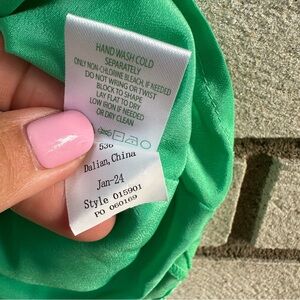 HAND WASH COLD
SEPARATELY
ONLY NON-CHLORINE BLEACH, IF NEEDED
DO NOT WRING OR TWIST
BLOCK TO SHAPE
LAY FLAT TO DRY
LOW IRON IF NEEDED
OR DRY CLEAN
536
Dalian, China
Jan-24
Style 015901
PO 060169